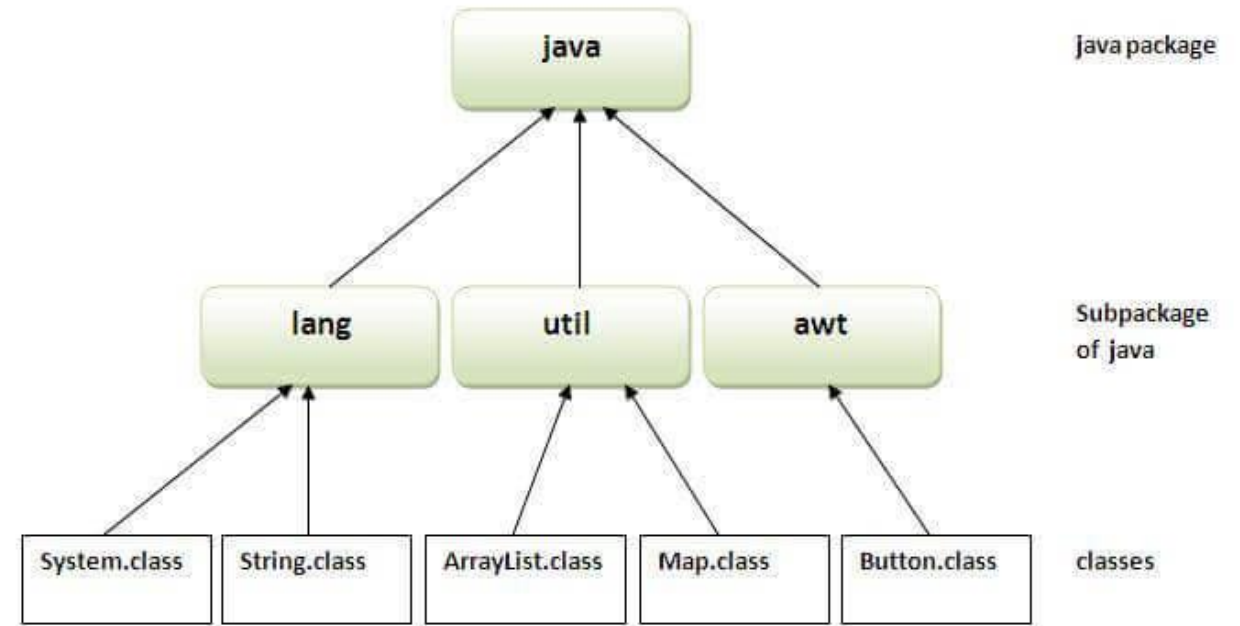 java
java package
lang
util
awt
Subpackage
of java
System.class
String.class
ArrayList.class
Map.class
Button.class
classes